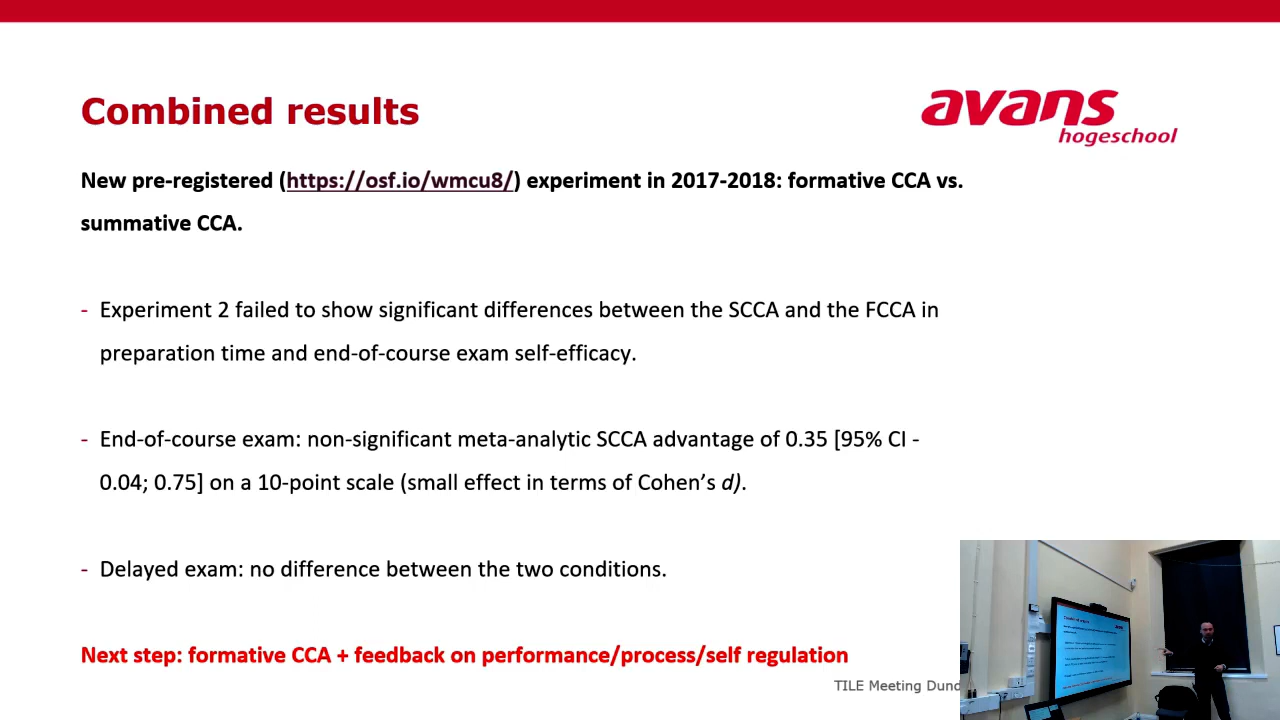 Combined results
avans
hogeschool
New pre-registered (https://osf.io/wmcu8/) experiment in 2017-2018: formative CCA vs.
summative CCA.
- Experiment 2 failed to show significant differences between the SCCA and the FCCA in
preparation time and end-of-course exam self-efficacy.
- End-of-course exam: non-significant meta-analytic SCCA advantage of 0.35 [95% CI -
0.04; 0.75] on a 10-point scale (small effect in terms of Cohen's d).
- Delayed exam: no difference between the two conditions.
Next step: formative CCA + feedback on performance/process/self regulation
TILE Meeting Dund